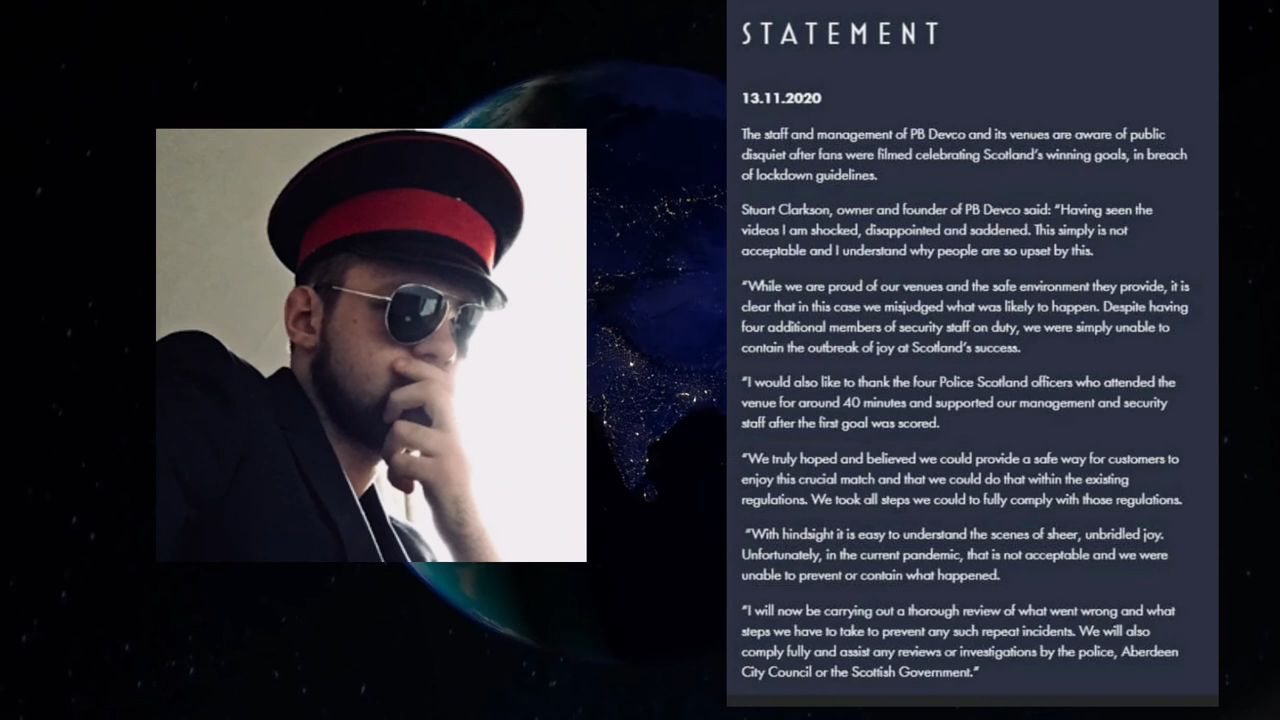 STATEMENT
13.11.2020
The staff and management of PB Devco and its venues are aware of public
disquiet after fans were filmed celebrating Scotland's winning goals, in breach
of lockdown guidelines.
Stuart Clarkson, owner and founder of PB Devco said: “Having seen the
videos I am shocked, disappointed and saddened. This simply is not
acceptable and I understand why people are so upset by this.
“While we are proud of our venues and the safe environment they provide, it is
clear that in this case we misjudged what was likely to happen. Despite having
four additional members of security staff on duty, we were simply unable to
contain the outbreak of joy at Scotland's success.
“I would also like to thank the four Police Scotland officers who attended the
venue for around 40 minutes and supported our management and security
staff after the first goal was scored.
“We truly hoped and believed we could provide a safe way for customers to
enjoy this crucial match and that we could do that within the existing
regulations. We took all steps we could to fully comply with those regulations.
“With hindsight it is easy to understand the scenes of sheer, unbridled joy.
Unfortunately, in the current pandemic, that is not acceptable and we were
unable to prevent or contain what happened.
“I will now be carrying out a thorough review of what went wrong and what
steps we have to take to prevent any such repeat incidents. We will also
comply fully and assist any reviews or investigations by the police, Aberdeen
City Council or the Scottish Government.”